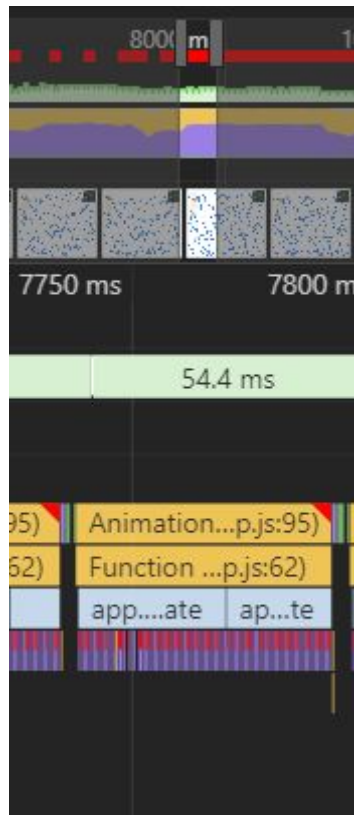 8000 m 1
7750 ms 7800 m
54.4 ms
95) Animation...p.js:95)
62) Function ...p.js:62)
app....ate ap...te